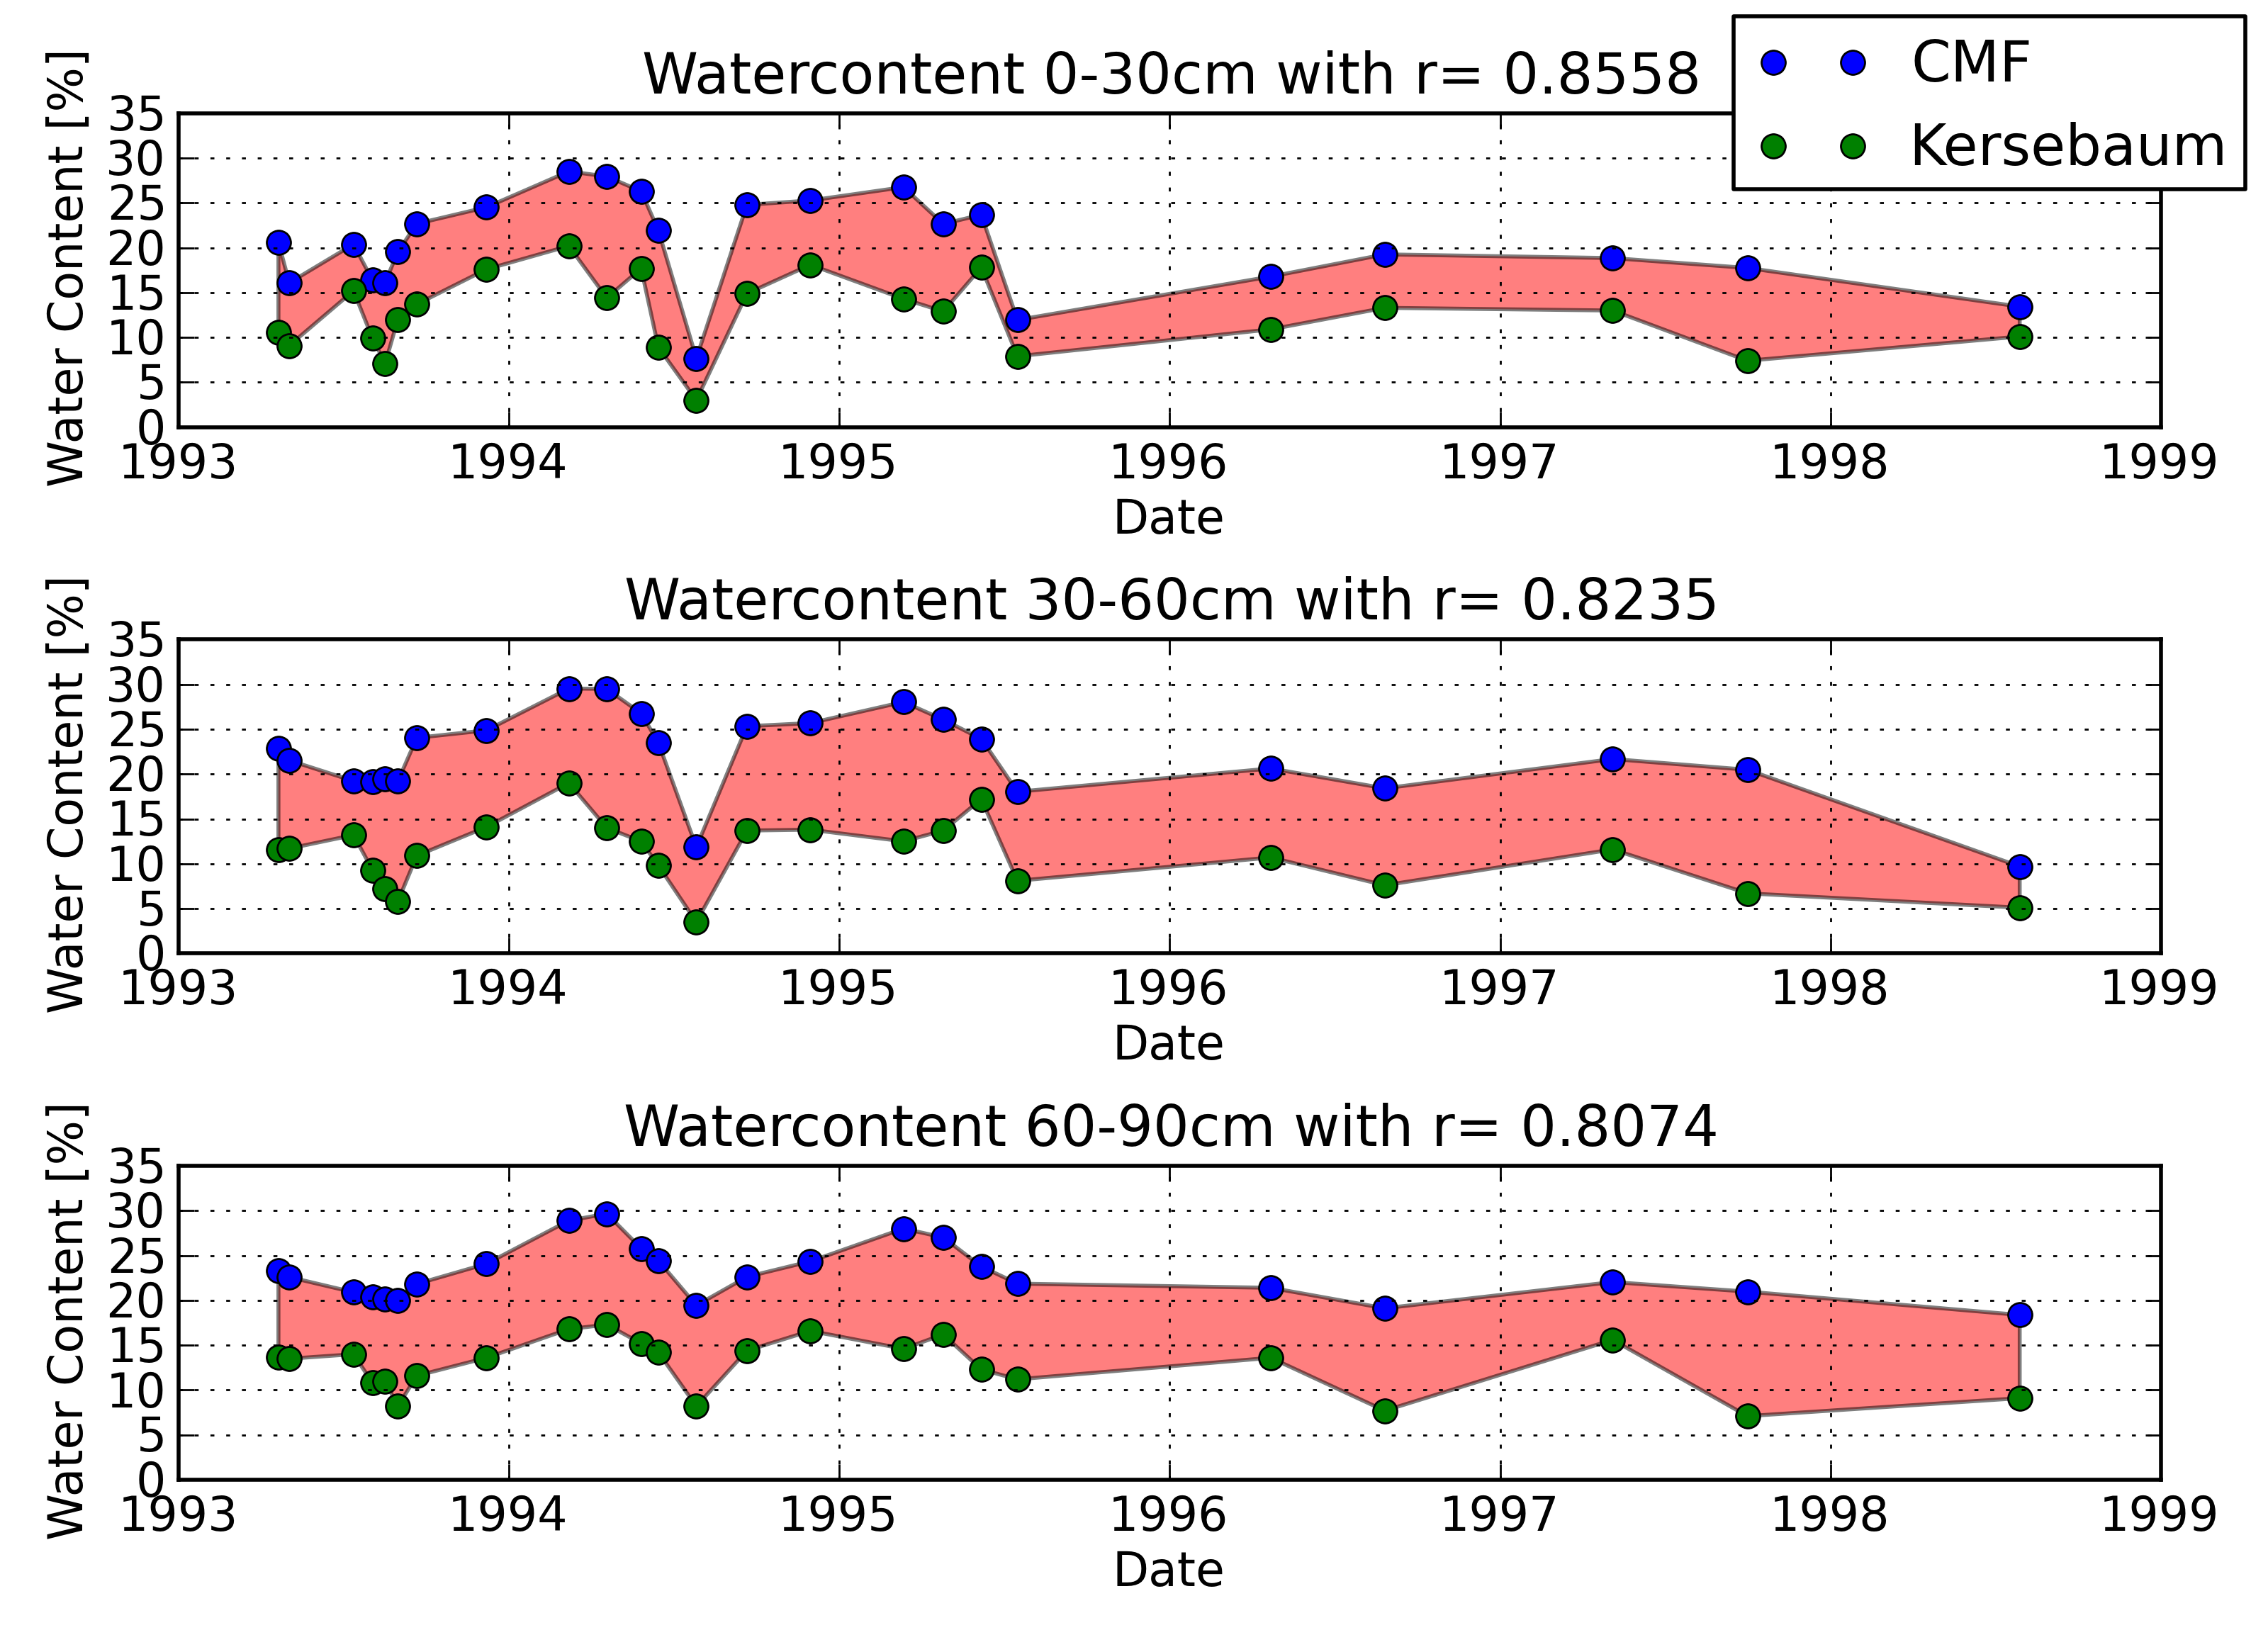 Watercontent 0-30cm with r= 0.8558
CMF
Kersebaum
Water Content [%]
35
30
25
20
15
10
5
0
1993 1994 1995 1996 1997 1998 1999
Date
Watercontent 30-60cm with r= 0.8235
Water Content [%]
35
30
25
20
15
10
5
0
1993 1994 1995 1996 1997 1998 1999
Date
Watercontent 60-90cm with r= 0.8074
Water Content [%]
35
30
25
20
15
10
5
0
1993 1994 1995 1996 1997 1998 1999
Date